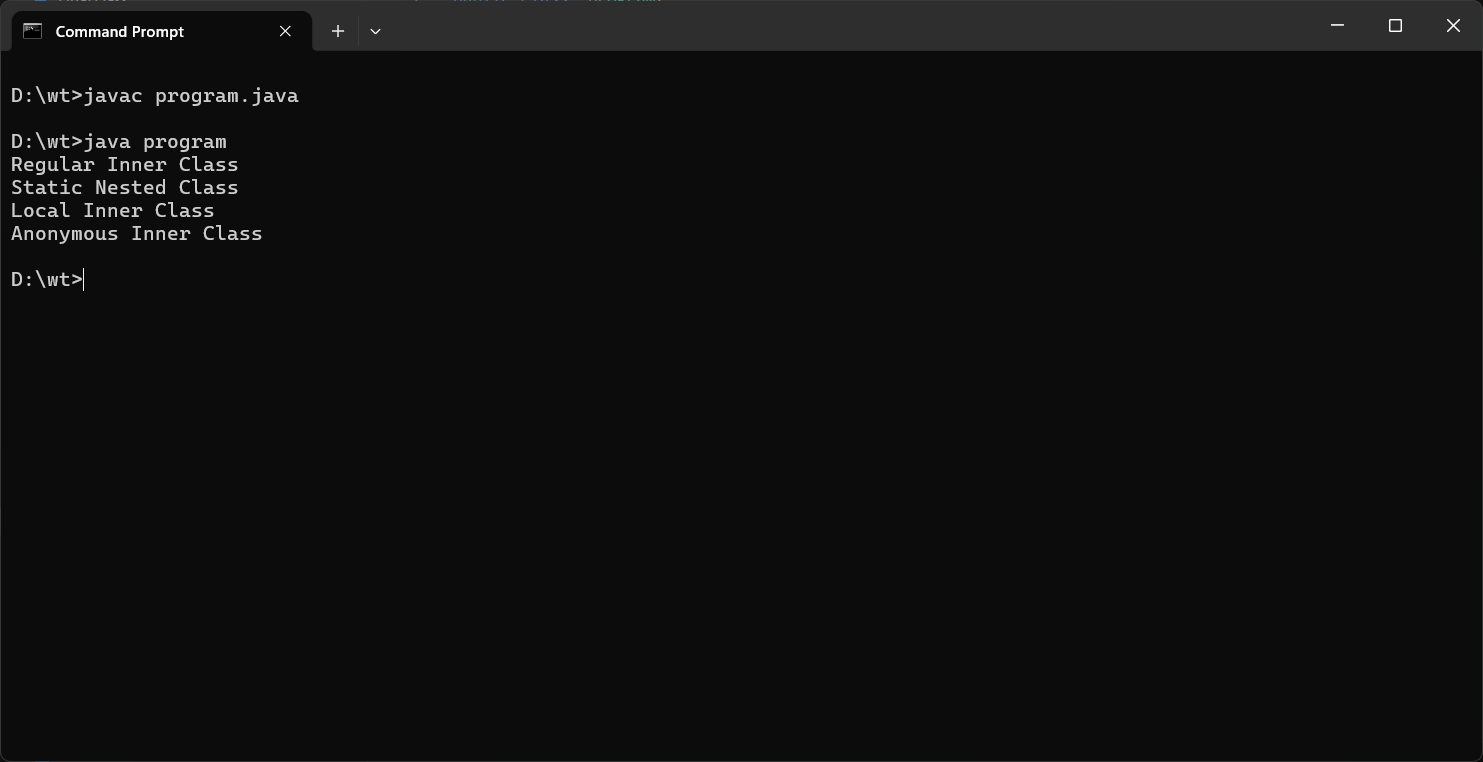 Command Prompt
D:\wt>javac program.java
D:\wt>java program
Regular Inner Class
Static Nested Class
Local Inner Class
Anonymous Inner Class
D:\wt>